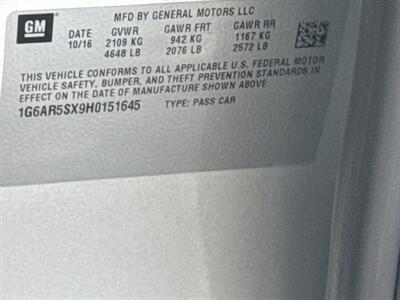 GM
MFD BY GENERAL MOTORS LLC
DATE GVWR GAWR FRT GAWR RR
10/16 2109 KG 942 KG 1167 KG
4648 LB 2076 LB 2572 LB
THIS VEHICLE CONFORMS TO ALL APPLICABLE U.S. FEDERAL MOTOR
VEHICLE SAFETY, BUMPER, AND THEFT PREVENTION STANDARDS IN
EFFECT ON THE DATE OF MANUFACTURE SHOWN ABOVE.
1G6AR5SX9H0151645 TYPE: PASS CAR